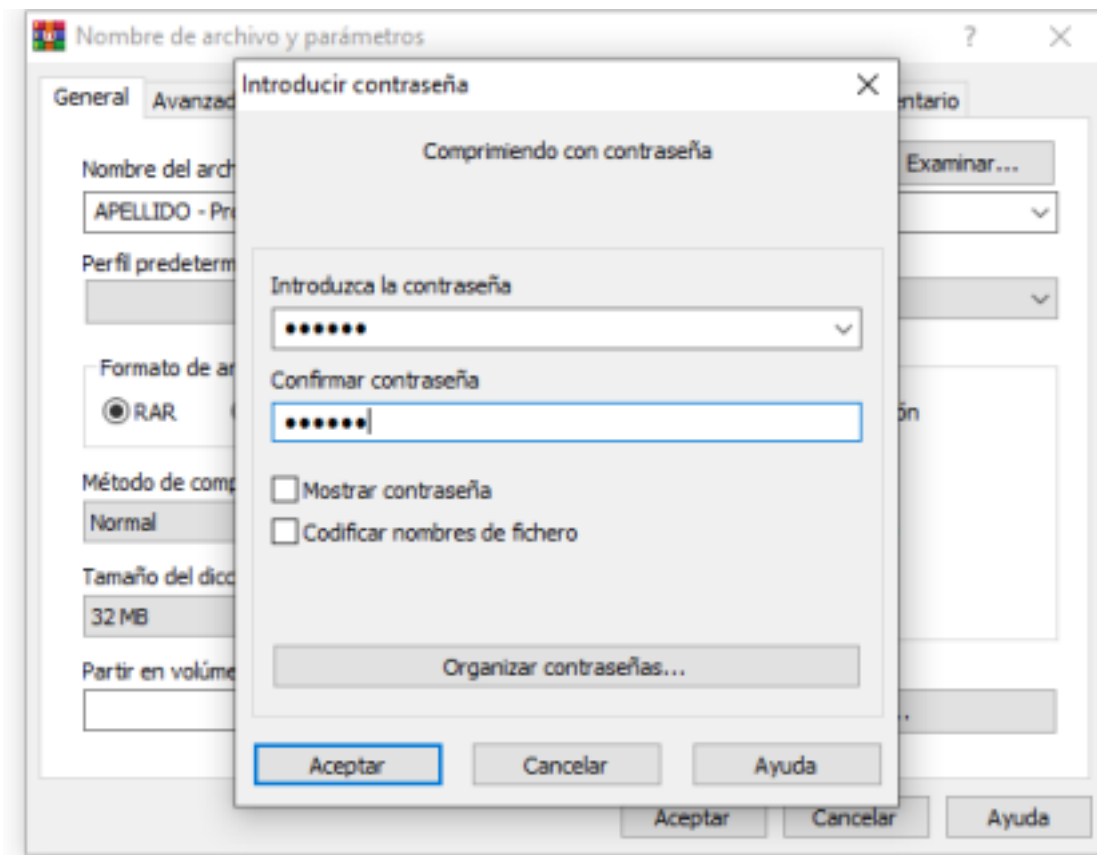 Nombre de archivo y parámetros
Introducir contraseña
General Avanzad entario
Comprimiendo con contraseña
Nombre del arch Examinar...
APELLIDO - Pr
Perfil predeterm
Introduzca la contraseña
••••••
Formato de ar
Confirmar contraseña
RAR ón
••••••
Método de comp
Mostrar contraseña
Normal
Codificar nombres de fichero
Tamaño del dicc
32 MB
Organizar contraseñas...
Partir en volúme
Aceptar Cancelar Ayuda
Aceptar Cancelar Ayuda